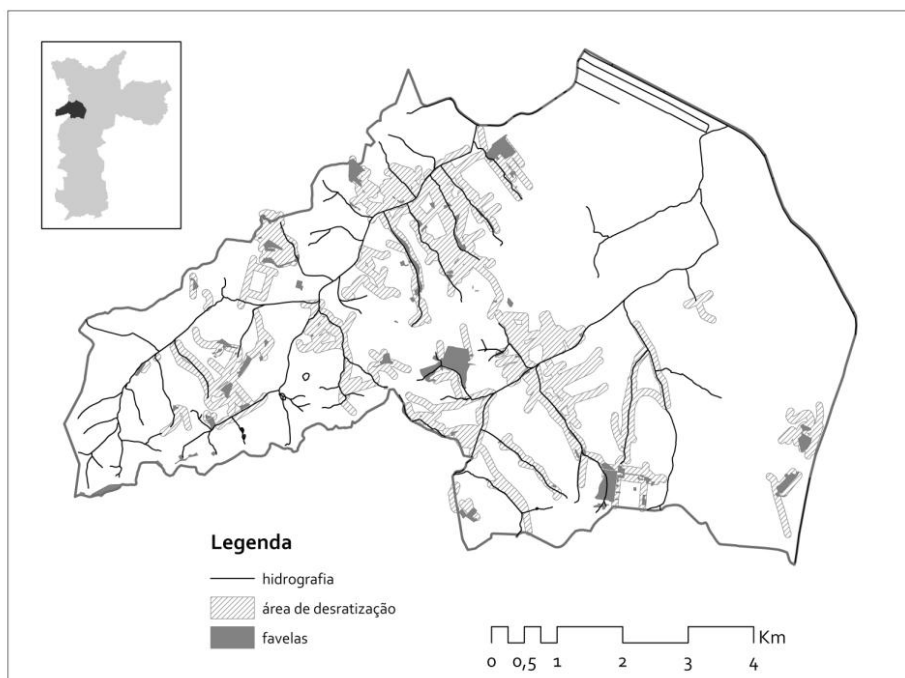 Legenda
hidrografia
área de desratização
favelas
Km
0 0,5 1 2 3 4